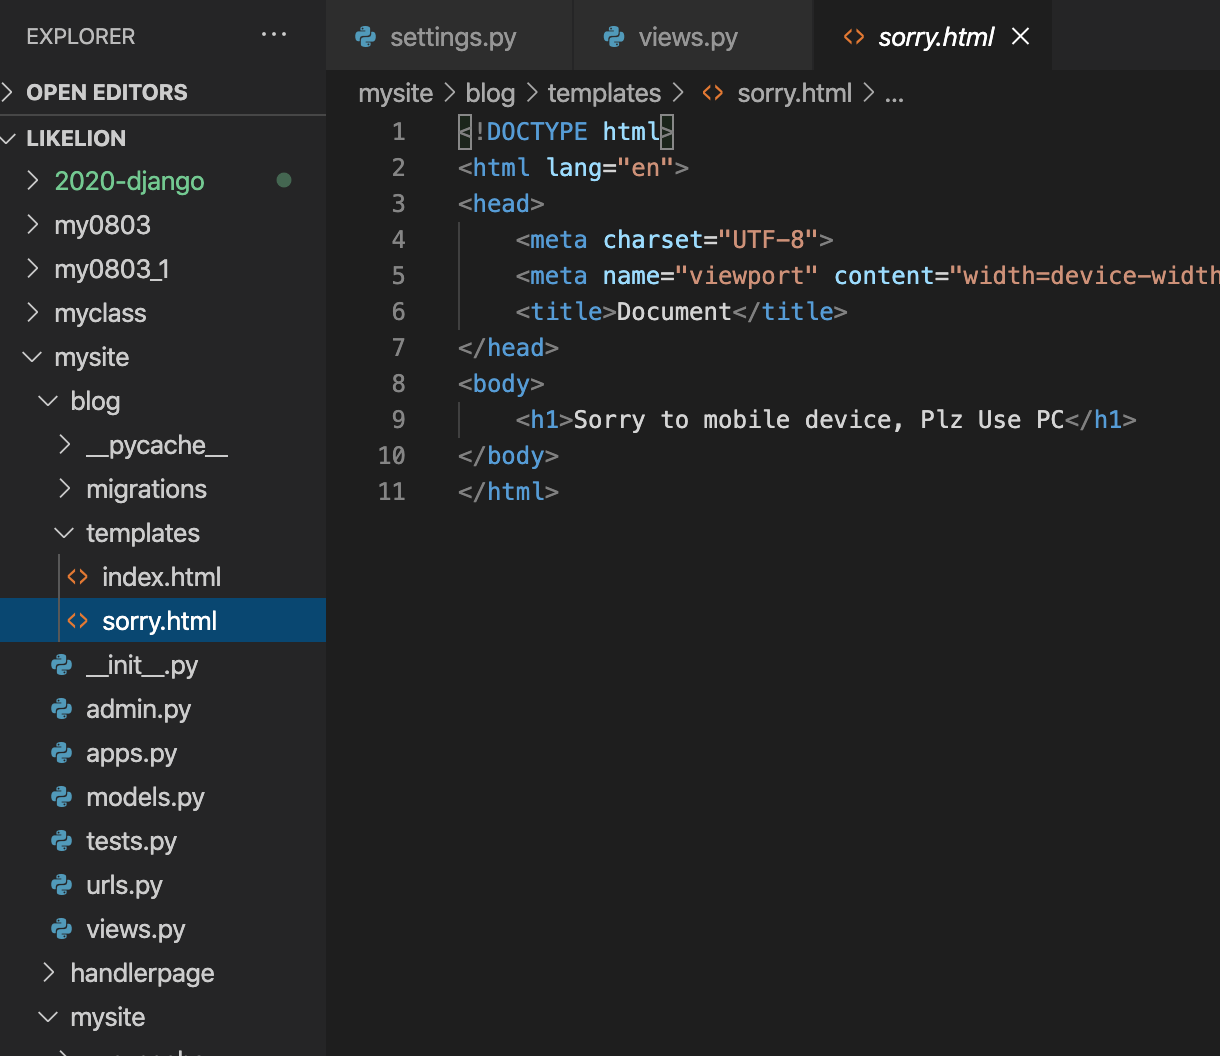 EXPLORER ...
OPEN EDITORS
LIKELION
2020-django
my0803
my0803_1
myclass
mysite
blog
__pycache__
migrations
templates
index.html
sorry.html
__init__.py
admin.py
apps.py
models.py
tests.py
urls.py
views.py
handlerpage
mysite
settings.py views.py sorry.html
mysite > blog > templates > <> sorry.html > ...
1 <!DOCTYPE html>
2 <html lang="en">
3 <head>
4 <meta charset="UTF-8">
5 <meta name="viewport" content="width=device-width
6 <title>Document</title>
7 </head>
8 <body>
9 <h1>Sorry to mobile device, Plz Use PC</h1>
10 </body>
11 </html>